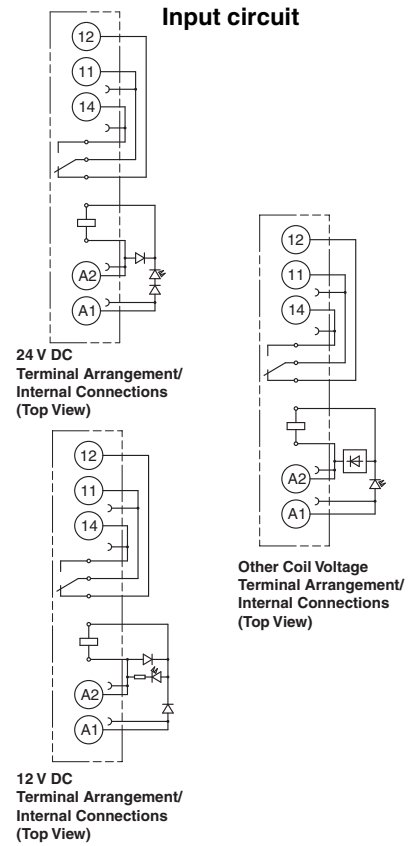 Input circuit
12
11
14
A2
A1
24 V DC
Terminal Arrangement/
Internal Connections
(Top View)
12
11
14
A2
A1
Other Coil Voltage
Terminal Arrangement/
Internal Connections
(Top View)
12
11
14
A2
A1
12 V DC
Terminal Arrangement/
Internal Connections
(Top View)